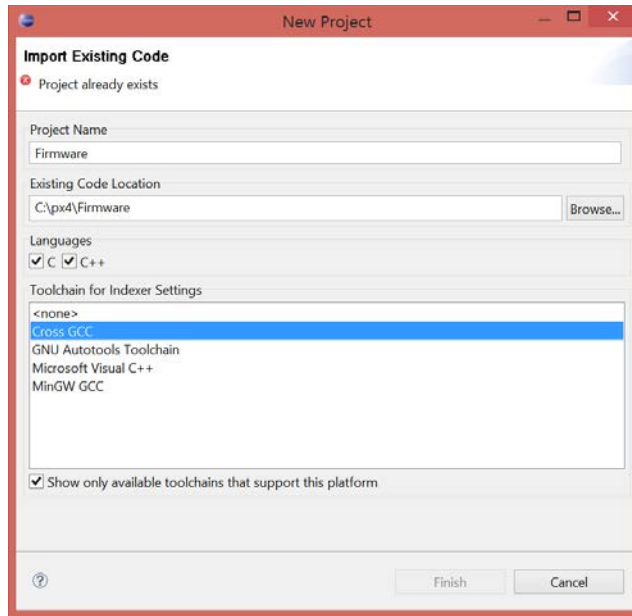 New Project
Import Existing Code
Project already exists
Project Name
Firmware
Existing Code Location
C:\px4\Firmware
Browse...
Languages
C C++
Toolchain for Indexer Settings
<none>
Cross GCC
GNU Autotools Toolchain
Microsoft Visual C++
MinGW GCC
Show only available toolchains that support this platform
? Finish Cancel